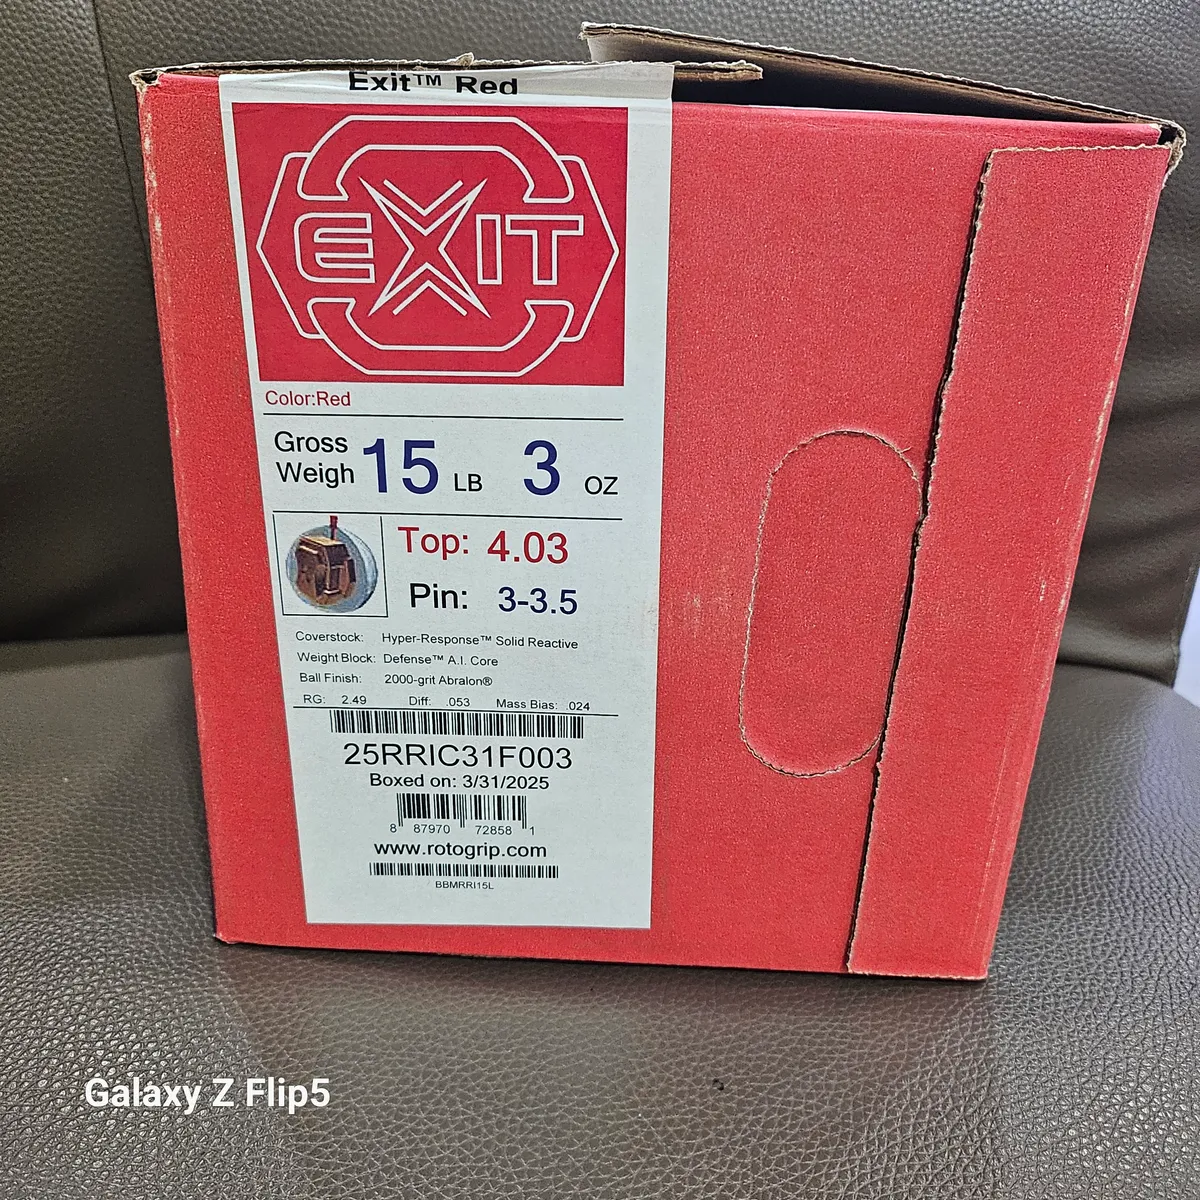 Exit™ Red
EXIT
Color:Red
Gross
Weigh 15 LB 3 OZ
Top: 4.03
Pin: 3-3.5
Coverstock: Hyper-Response™ Solid Reactive
Weight Block: Defense™ A.I. Core
Ball Finish: 2000-grit Abralon®
RG: 2.49 Diff: .053 Mass Bias: .024
25RRIC31F003
Boxed on: 3/31/2025
8 87970 72858 1
www.rotogrip.com
BBMRRI15L
Galaxy Z Flip5